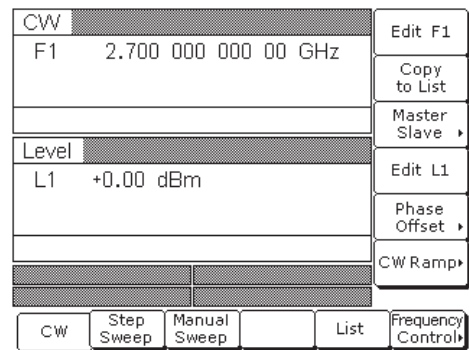 CW
F1 2.700 000 000 00 GHz
Level
L1 +0.00 dBm
Edit F1
Copy
to List
Master
Slave ▸
Edit L1
Phase
Offset ▸
CW Ramp▸
CW
Step
Sweep
Manual
Sweep
List
Frequency
Control▸